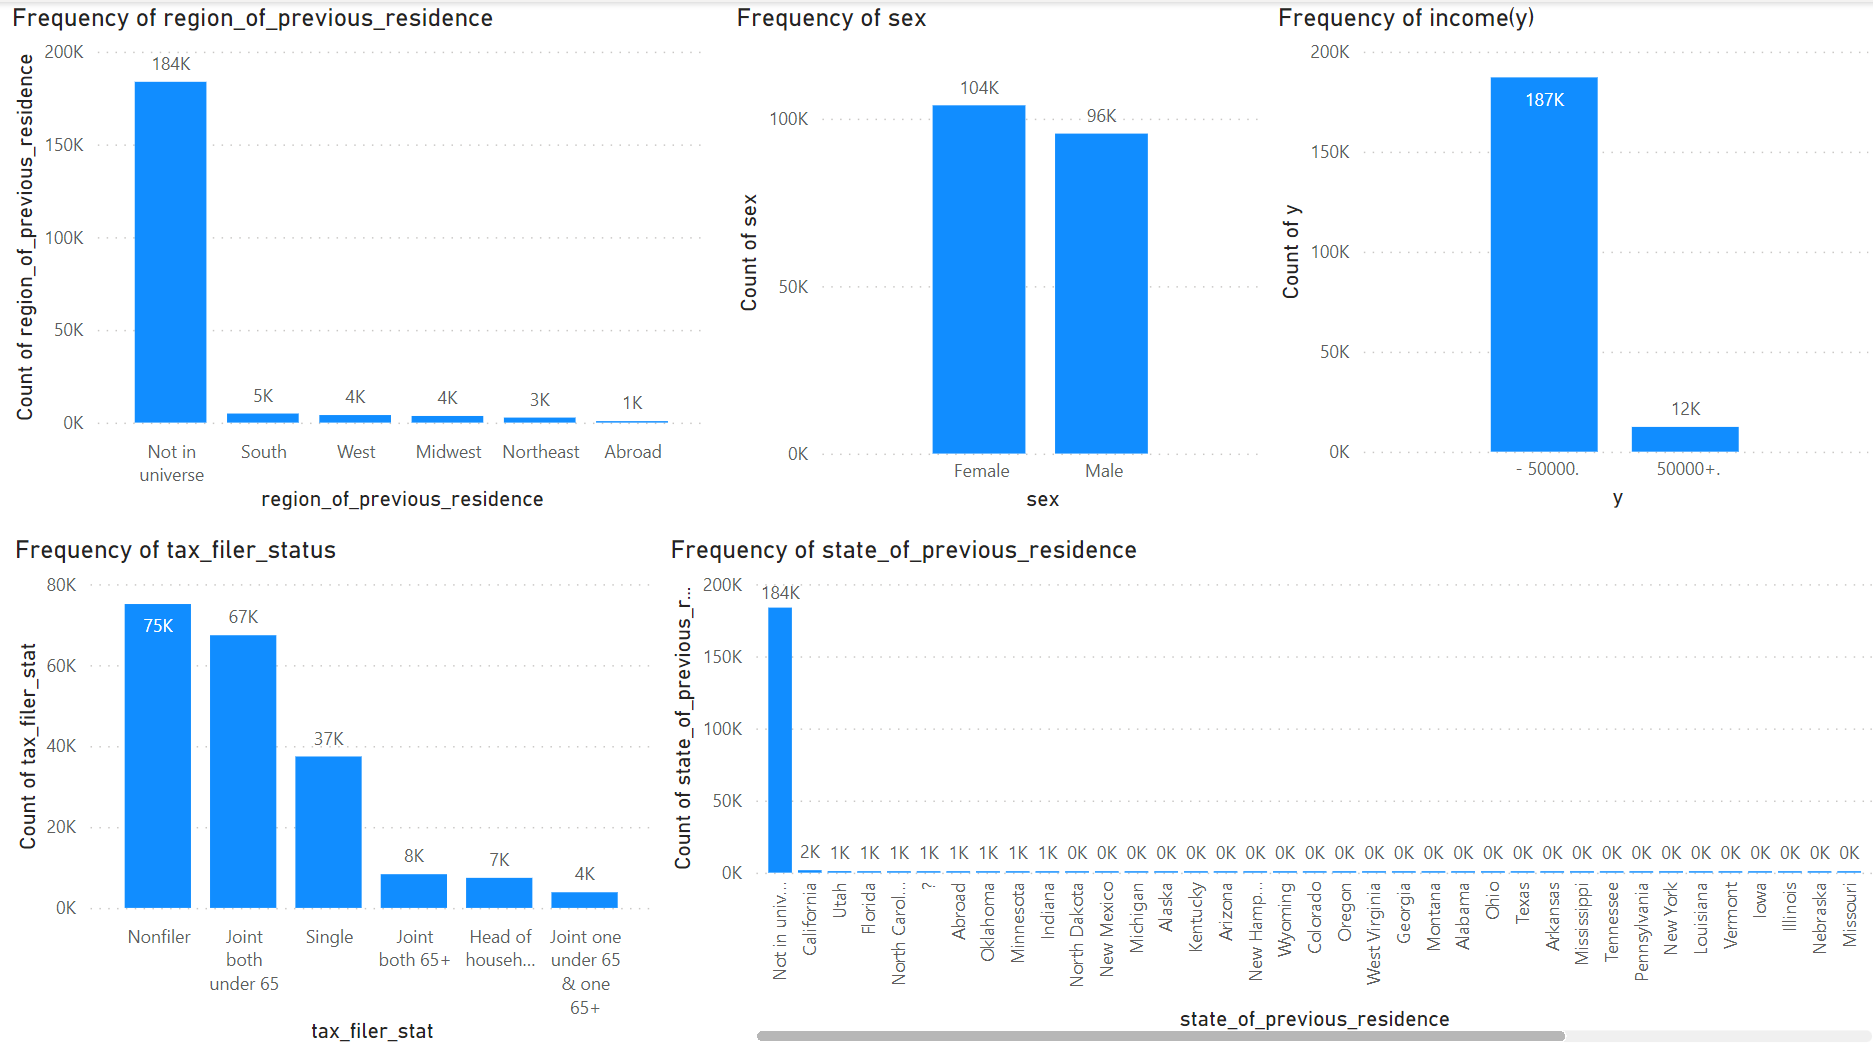 Frequency of region_of_previous_residence
Count of region_of_previous_residence
200K
150K
100K
50K
0K
184K
5K
4K
4K
3K
1K
Not in
universe
South
West
Midwest
Northeast
Abroad
region_of_previous_residence
Frequency of sex
Count of sex
100K
50K
0K
104K
96K
Female
Male
sex
Frequency of income(y)
Count of y
200K
150K
100K
50K
0K
187K
12K
- 50000.
50000+.
y
Frequency of tax_filer_status
Count of tax_filer_stat
80K
60K
40K
20K
0K
75K
67K
37K
8K
7K
4K
Nonfiler
Joint
both
under 65
Single
Joint
both 65+
Head of
househ...
Joint one
under 65
& one
65+
tax_filer_stat
Frequency of state_of_previous_residence
Count of state_of_previous_r...
200K
150K
100K
50K
0K
184K
2K 1K 1K 1K 1K 1K 1K 1K 1K 0K 0K 0K 0K 0K 0K 0K 0K 0K 0K 0K 0K 0K 0K 0K 0K 0K 0K 0K 0K 0K 0K 0K 0K 0K 0K 0K
Not in univ...
California
Utah
Florida
North Carol...
?
Abroad
Oklahoma
Minnesota
Indiana
North Dakota
New Mexico
Michigan
Alaska
Kentucky
Arizona
New Hamp...
Wyoming
Colorado
Oregon
West Virginia
Georgia
Montana
Alabama
Ohio
Texas
Arkansas
Mississippi
Tennessee
Pennsylvania
New York
Louisiana
Vermont
Iowa
Illinois
Nebraska
Missouri
state_of_previous_residence